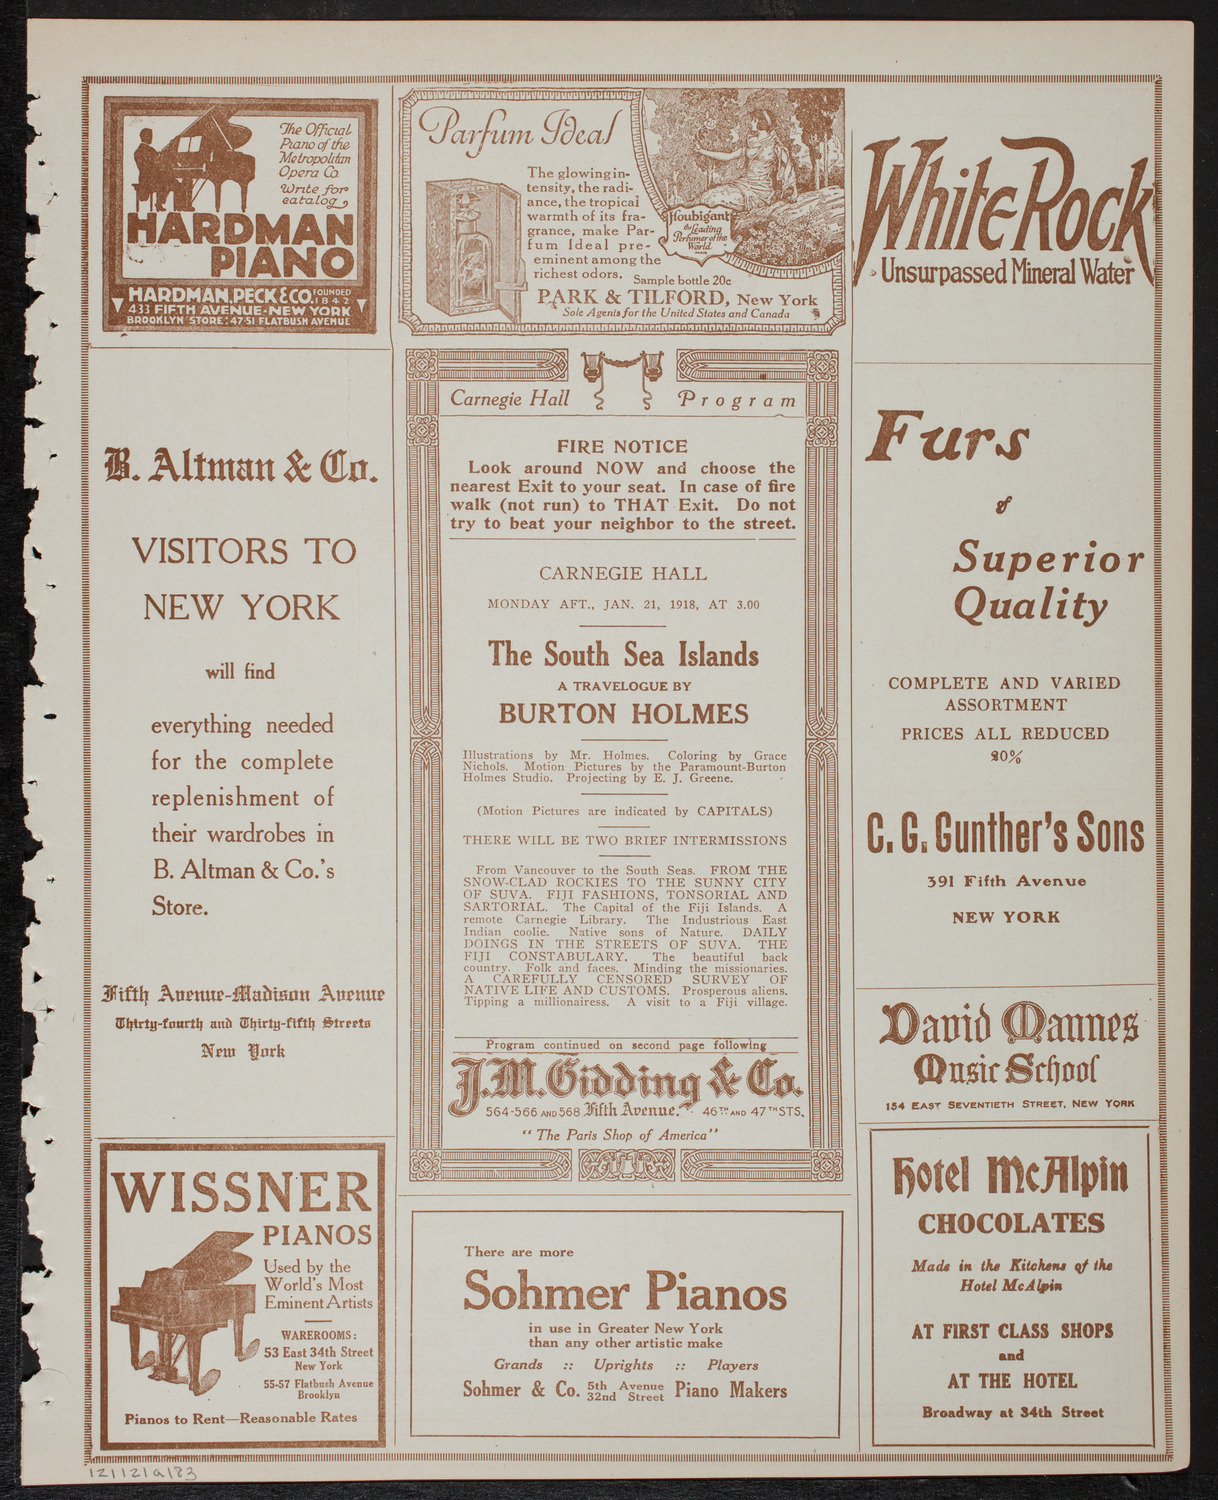 The Official
Piano of the
Metropolitan
Opera Co.
Write for
catalog
HARDMAN
PIANO
HARDMAN, PECK & CO. FOUNDED 1842
433 FIFTH AVENUE - NEW YORK
BROOKLYN STORE: 47-51 FLATBUSH AVENUE
Parfum Ideal
The glowing in-
tensity, the radi-
ance, the tropical
warmth of its fra-
grance, make Par-
fum Ideal pre-
eminent among the
richest odors.
Sample bottle 20c
Houbigant
the Leading
Perfumer of the
World.
PARK & TILFORD, New York
Sole Agents for the United States and Canada
White Rock
Unsurpassed Mineral Water
B. Altman & Co.
VISITORS TO
NEW YORK
will find
everything needed
for the complete
replenishment of
their wardrobes in
B. Altman & Co.'s
Store.
Fifth Avenue-Madison Avenue
Thirty-fourth and Thirty-fifth Streets
New York
WISSNER
PIANOS
Used by the
World's Most
Eminent Artists
WAREROOMS:
53 East 34th Street
New York
55-57 Flatbush Avenue
Brooklyn
Pianos to Rent—Reasonable Rates
Carnegie Hall Program
FIRE NOTICE
Look around NOW and choose the
nearest Exit to your seat. In case of fire
walk (not run) to THAT Exit. Do not
try to beat your neighbor to the street.
CARNEGIE HALL
MONDAY AFT., JAN. 21, 1918, AT 3.00
The South Sea Islands
A TRAVELOGUE BY
BURTON HOLMES
Illustrations by Mr. Holmes. Coloring by Grace
Nichols. Motion Pictures by the Paramount-Burton
Holmes Studio. Projecting by E. J. Greene.
(Motion Pictures are indicated by CAPITALS)
THERE WILL BE TWO BRIEF INTERMISSIONS
From Vancouver to the South Seas. FROM THE
SNOW-CLAD ROCKIES TO THE SUNNY CITY
OF SUVA. FIJI FASHIONS, TONSORIAL AND
SARTORIAL. The Capital of the Fiji Islands. A
remote Carnegie Library. The Industrious East
Indian coolie. Native sons of Nature. DAILY
DOINGS IN THE STREETS OF SUVA. THE
FIJI CONSTABULARY. The beautiful back
country. Folk and faces. Minding the missionaries.
A CAREFULLY CENSORED SURVEY OF
NATIVE LIFE AND CUSTOMS. Prosperous aliens.
Tipping a millionairess. A visit to a Fiji village.
Program continued on second page following
J. M. Gidding & Co.
564-566 AND 568 Fifth Avenue. 46TH AND 47TH STS.
"The Paris Shop of America"
There are more
Sohmer Pianos
in use in Greater New York
than any other artistic make
Grands :: Uprights :: Players
Sohmer & Co. 5th Avenue 32nd Street Piano Makers
Furs
of
Superior
Quality
COMPLETE AND VARIED
ASSORTMENT
PRICES ALL REDUCED
20%
C. G. Gunther's Sons
391 Fifth Avenue
NEW YORK
David Mannes
Music School
154 EAST SEVENTIETH STREET, NEW YORK
Hotel McAlpin
CHOCOLATES
Made in the Kitchens of the
Hotel McAlpin
AT FIRST CLASS SHOPS
and
AT THE HOTEL
Broadway at 34th Street
121121a183